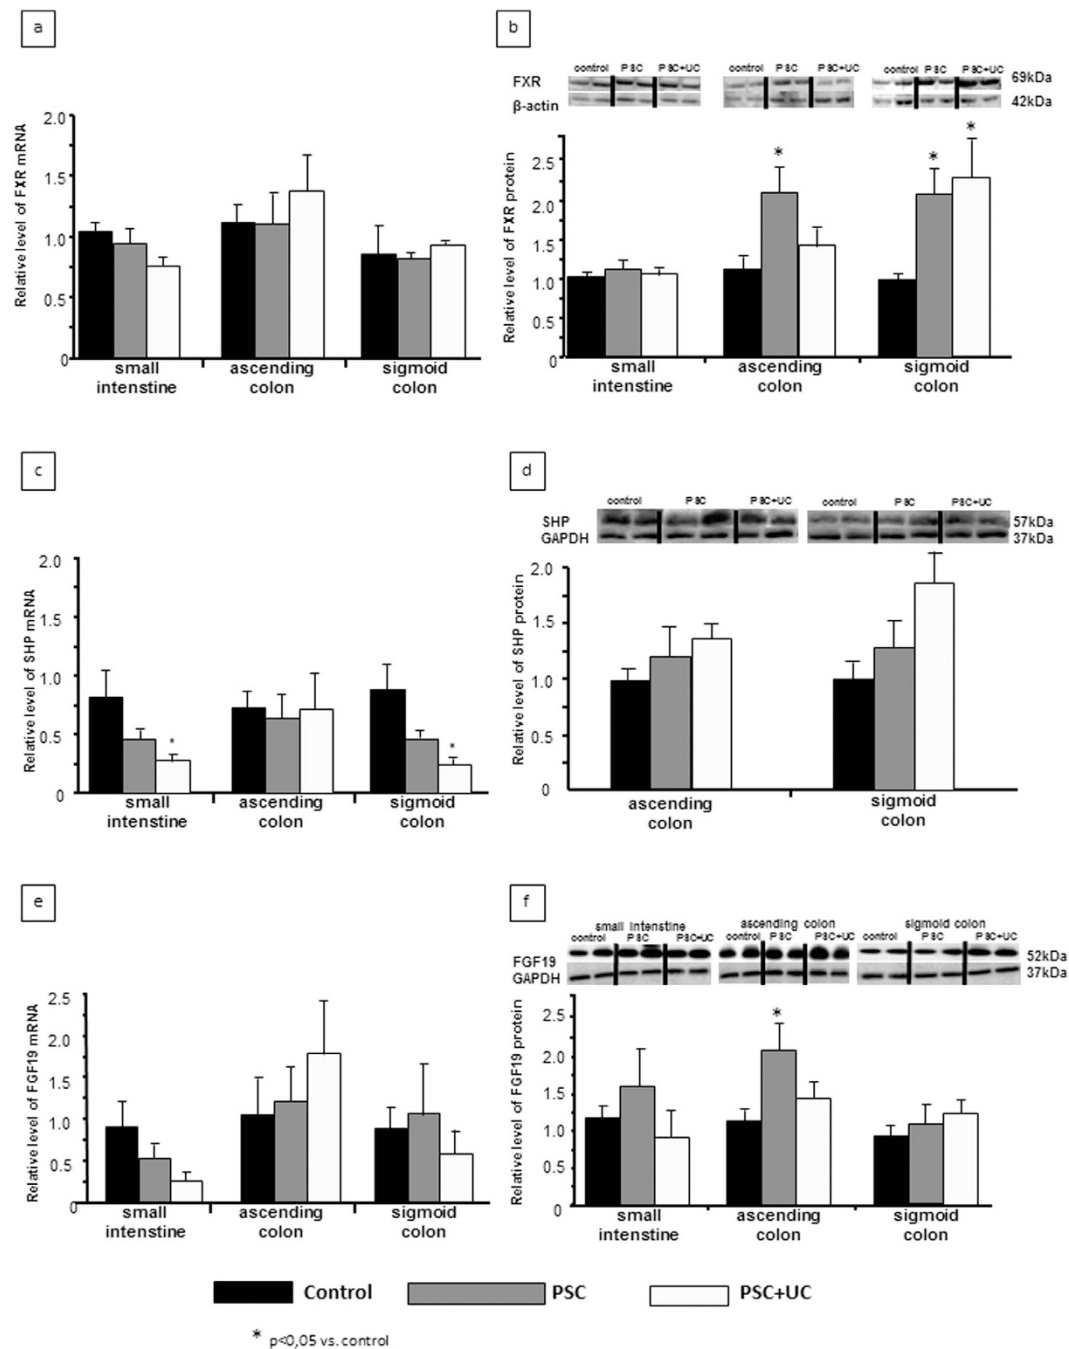 a
Relative level of FXR mRNA
2.0
1.5
1.0
0.5
0
small
intenstine
ascending
colon
sigmoid
colon
b
control PSC PSC+UC
control PSC PSC+UC
control PSC PSC+UC
FXR
69kDa
β-actin
42kDa
Relative level of FXR protein
2.5
2.0
1.5
1.0
0.5
0
*
*
*
small
intenstine
ascending
colon
sigmoid
colon
c
Relative level of SHP mRNA
2.0
1.5
1.0
0.5
0
*
*
small
intenstine
ascending
colon
sigmoid
colon
d
control PSC PSC+UC
control PSC PSC+UC
SHP
57kDa
GAPDH
37kDa
Relative level of SHP protein
2.0
1.5
1.0
0.5
0
ascending
colon
sigmoid
colon
e
Relative level of FGF19 mRNA
2.5
2.0
1.5
1.0
0.5
0
small
intenstine
ascending
colon
sigmoid
colon
f
small intenstine
ascending colon
sigmoid colon
control PSC PSC+UC
control PSC PSC+UC
control PSC PSC+UC
FGF19
52kDa
GAPDH
37kDa
Relative level of FGF19 protein
2.5
2.0
1.5
1.0
0.5
0
*
small
intenstine
ascending
colon
sigmoid
colon
Control PSC PSC+UC
* p<0,05 vs. control